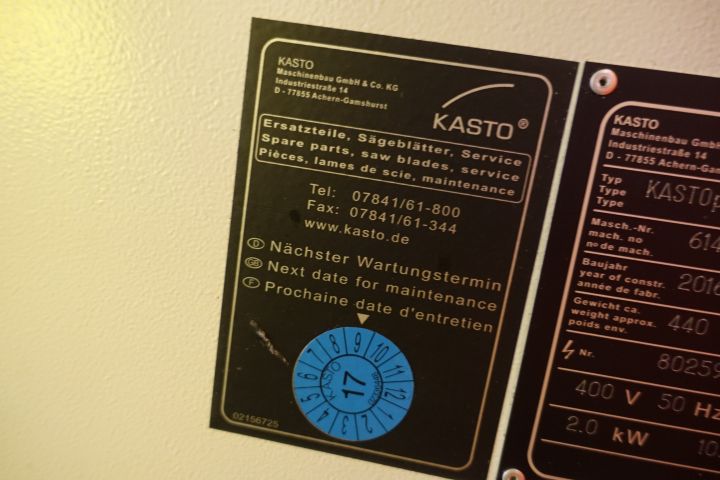 KASTO
Maschinenbau GmbH & Co. KG
Industriestraße 14
D - 77855 Achern-Gamshurst
KASTO®
Ersatzteile, Sägeblätter, Service
Spare parts, saw blades, service
Pièces, lames de scie, maintenance
Tel: 07841/61-800
Fax: 07841/61-344
www.kasto.de
D Nächster Wartungstermin
GB Next date for maintenance
F Prochaine date d'entretien
1 2 3 4 5 6 7 8 9 10 11 12
KASTO
17
02156725
KASTO
Maschinenbau GmbH
Industriestraße 14
D - 77855 Achern-Gam
Typ
Type
Type
KASTOp
Masch.-Nr.
mach. no
no de mach.
614
Baujahr
year of constr.
année de fabr.
2016
Gewicht ca.
weight approx.
poids env.
440
Nr.
80259
400 V 50 Hz
2.0 kW 10